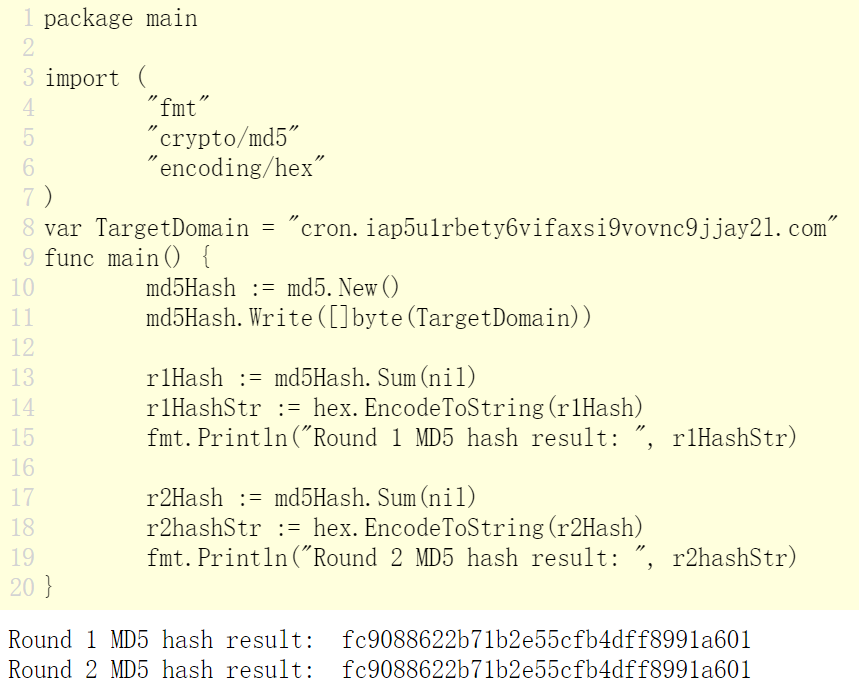 1 package main
2
3 import (
4 "fmt"
5 "crypto/md5"
6 "encoding/hex"
7 )
8 var TargetDomain = "cron.iap5u1rbety6vifaxsi9vovnc9jjay2l.com"
9 func main() {
10 md5Hash := md5.New()
11 md5Hash.Write([]byte(TargetDomain))
12
13 r1Hash := md5Hash.Sum(nil)
14 r1HashStr := hex.EncodeToString(r1Hash)
15 fmt.Println("Round 1 MD5 hash result: ", r1HashStr)
16
17 r2Hash := md5Hash.Sum(nil)
18 r2hashStr := hex.EncodeToString(r2Hash)
19 fmt.Println("Round 2 MD5 hash result: ", r2hashStr)
20 }
Round 1 MD5 hash result:  fc9088622b71b2e55cfb4dff8991a601
Round 2 MD5 hash result:  fc9088622b71b2e55cfb4dff8991a601